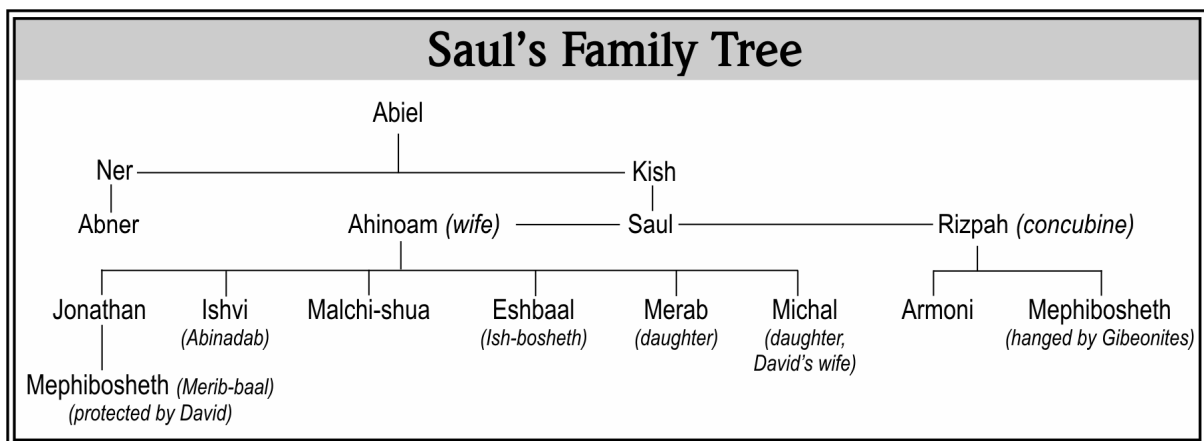 Saul's Family Tree
Abiel
Ner Kish
Abner Ahinoam (wife) Saul Rizpah (concubine)
Jonathan Ishvi Malchi-shua Eshbaal Merab Michal Armoni Mephibosheth
(Abinadab) (Ish-bosheth) (daughter) (daughter, (hanged by Gibeonites)
David's wife)
Mephibosheth (Merib-baal)
(protected by David)